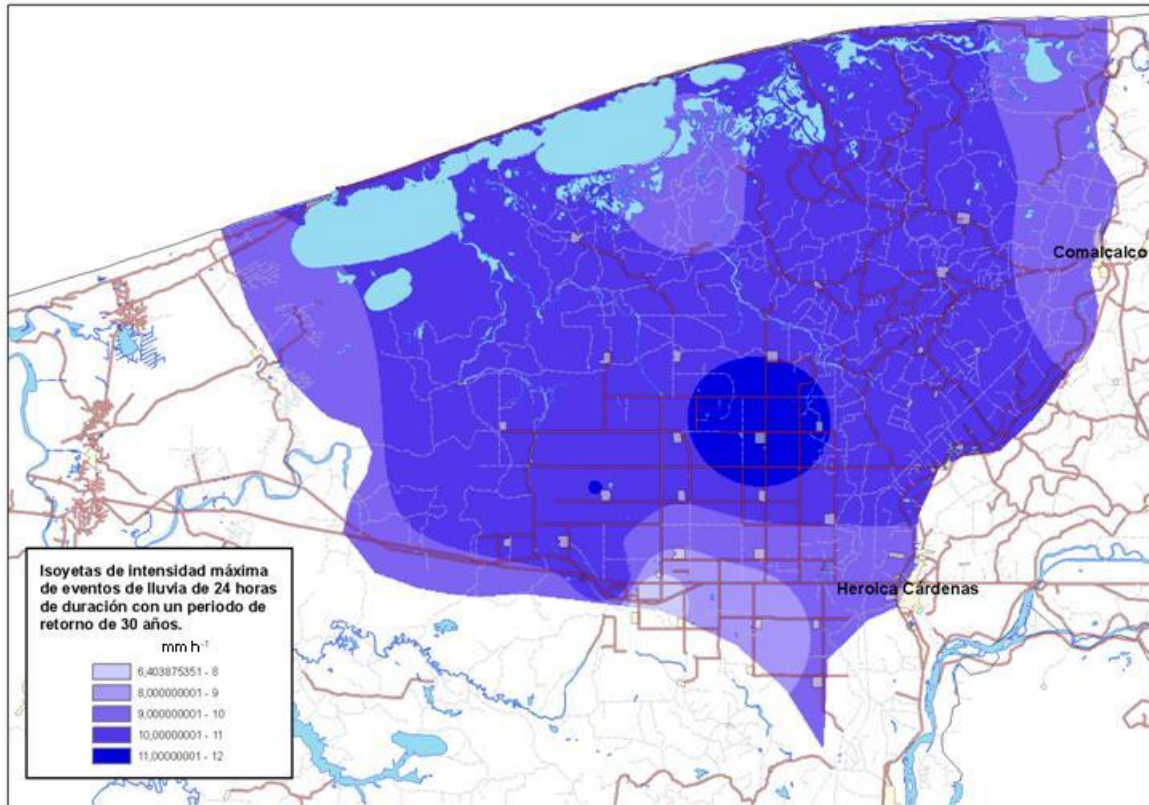 Comalcalco
Heroica Cárdenas
Isoyetas de intensidad máxima
de eventos de lluvia de 24 horas
de duración con un periodo de
retorno de 30 años.
mm h⁻¹
6,403875351 - 8
8,000000001 - 9
9,000000001 - 10
10,00000001 - 11
11,00000001 - 12